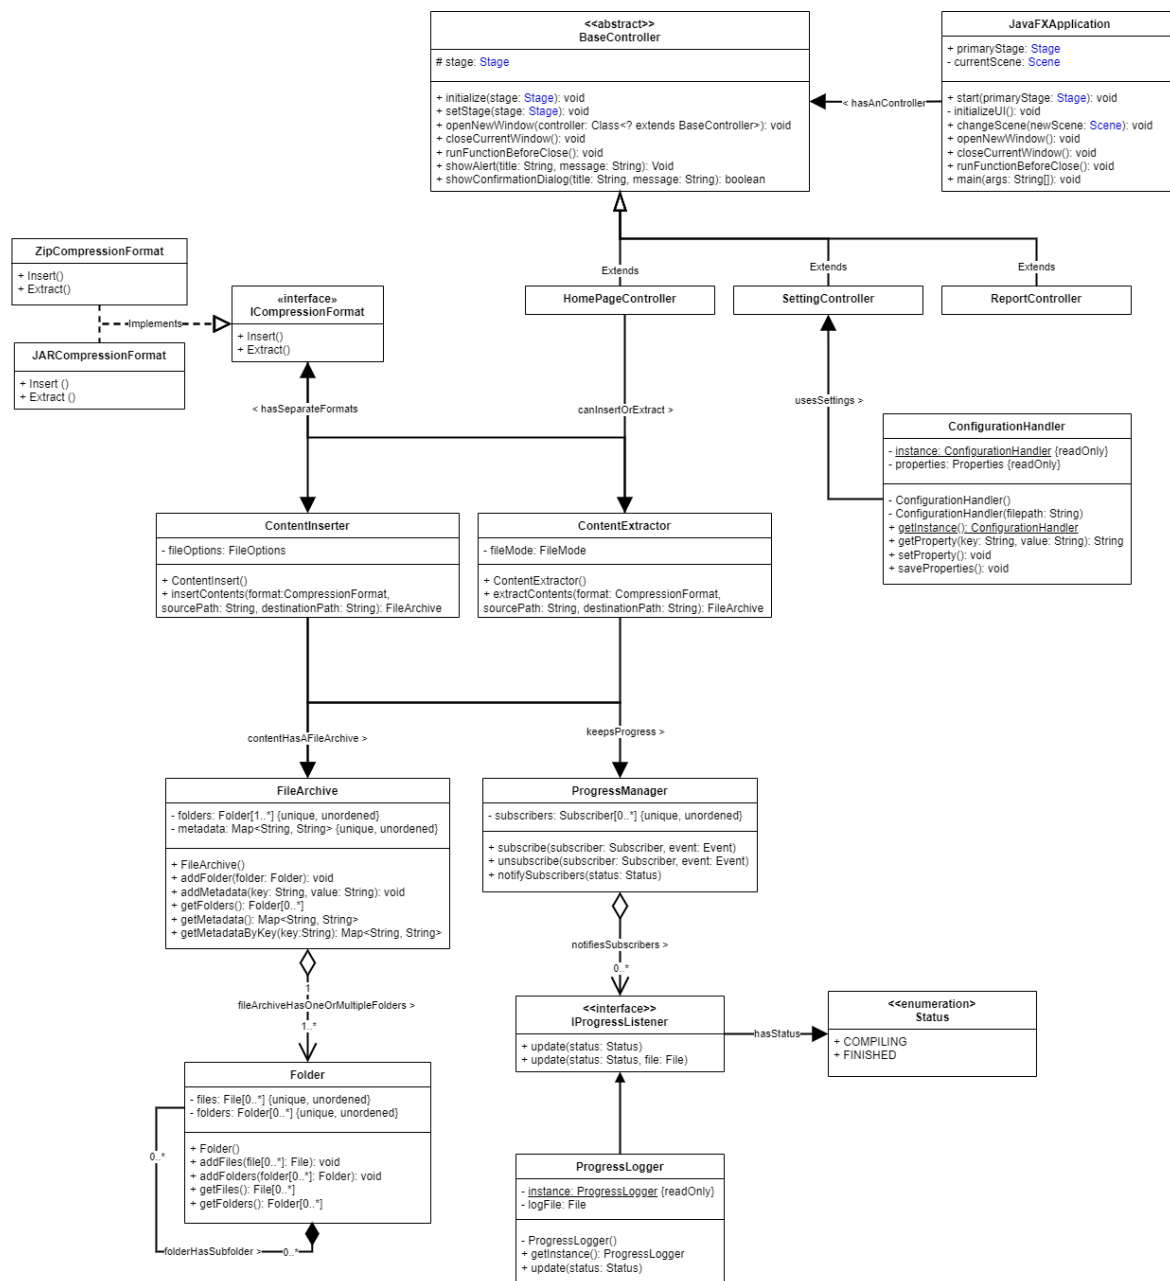 <<abstract>>
BaseController
# stage: Stage
+ initialize(stage: Stage): void
+ setStage(stage: Stage): void
+ openNewWindow(controller: Class<? extends BaseController>): void
+ closeCurrentWindow(): void
+ runFunctionBeforeClose(): void
+ showAlert(title: String, message: String): Void
+ showConfirmationDialog(title: String, message: String): boolean
< hasAnController
JavaFXApplication
+ primaryStage: Stage
- currentScene: Scene
+ start(primaryStage: Stage): void
- initializeUI(): void
+ changeScene(newScene: Scene): void
+ openNewWindow(): void
+ closeCurrentWindow(): void
+ runFunctionBeforeClose(): void
+ main(args: String[]): void
ZipCompressionFormat
+ Insert()
+ Extract()
Implements
JARCompressionFormat
+ Insert ()
+ Extract ()
«interface»
ICompressionFormat
+ Insert()
+ Extract()
Extends
Extends
Extends
HomePageController
SettingController
ReportController
< hasSeparateFormats
canInsertOrExtract >
usesSettings >
ConfigurationHandler
- instance: ConfigurationHandler {readOnly}
- properties: Properties {readOnly}
- ConfigurationHandler()
- ConfigurationHandler(filepath: String)
+ getInstance(): ConfigurationHandler
+ getProperty(key: String, value: String): String
+ setProperty(): void
+ saveProperties(): void
ContentInserter
- fileOptions: FileOptions
+ ContentInsert()
+ insertContents(format:CompressionFormat,
sourcePath: String, destinationPath: String): FileArchive
ContentExtractor
- fileMode: FileMode
+ ContentExtractor()
+ extractContents(format: CompressionFormat,
sourcePath: String, destinationPath: String): FileArchive
contentHasAFileArchive >
keepsProgress >
FileArchive
- folders: Folder[1..*] {unique, unordered}
- metadata: Map<String, String> {unique, unordered}
+ FileArchive()
+ addFolder(folder: Folder): void
+ addMetadata(key: String, value: String): void
+ getFolders(): Folder[0..*]
+ getMetadata(): Map<String, String>
+ getMetadataByKey(key:String): Map<String, String>
ProgressManager
- subscribers: Subscriber[0..*] {unique, unordered}
+ subscribe(subscriber: Subscriber, event: Event)
+ unsubscribe(subscriber: Subscriber, event: Event)
+ notifySubscribers(status: Status)
1
fileArchiveHasOneOrMultipleFolders >
1..*
notifiesSubscribers >
0..*
<<interface>>
IProgressListener
+ update(status: Status)
+ update(status: Status, file: File)
hasStatus
<<enumeration>
Status
+ COMPILING
+ FINISHED
Folder
- files: File[0..*] {unique, unordered}
- folders: Folder[0..*] {unique, unordered}
+ Folder()
+ addFiles(file[0..*]: File): void
+ addFolders(folder[0..*]: Folder): void
+ getFiles(): File[0..*]
+ getFolders(): Folder[0..*]
0..*
folderHasSubfolder >
0..*
ProgressLogger
- instance: ProgressLogger {readOnly}
- logFile: File
- ProgressLogger()
+ getInstance(): ProgressLogger
+ update(status: Status)